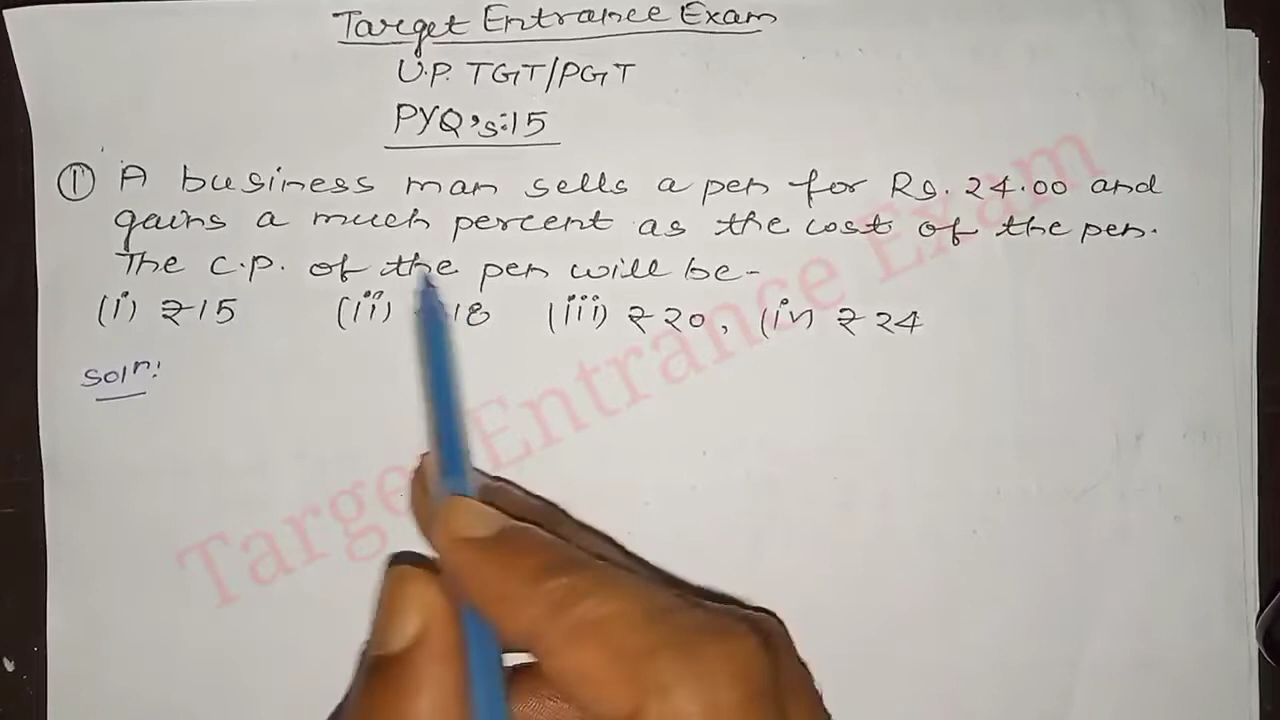 Target Entrance Exam
U.P. TGT/PGT
PYQ's:15
① A business man sells a pen for Rs. 24.00 and
gains a much percent as the cost of the pen.
The C.P. of the pen will be-
(i) ₹15 (ii) 18 (iii) ₹20, (iv) ₹24
Solⁿ:
Target Entrance Exam